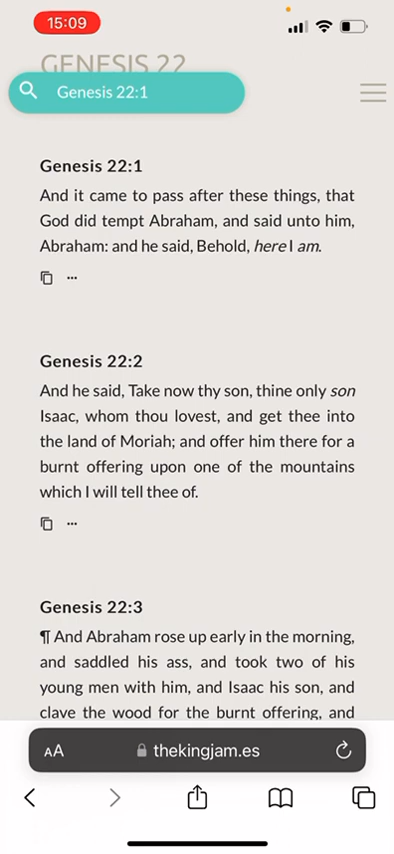 15:09
GENESIS 22
Genesis 22:1
Genesis 22:1
And it came to pass after these things, that
God did tempt Abraham, and said unto him,
Abraham: and he said, Behold, here I am.
Genesis 22:2
And he said, Take now thy son, thine only son
Isaac, whom thou lovest, and get thee into
the land of Moriah; and offer him there for a
burnt offering upon one of the mountains
which I will tell thee of.
Genesis 22:3
¶ And Abraham rose up early in the morning,
and saddled his ass, and took two of his
young men with him, and Isaac his son, and
clave the wood for the burnt offering, and
AA thekingjam.es